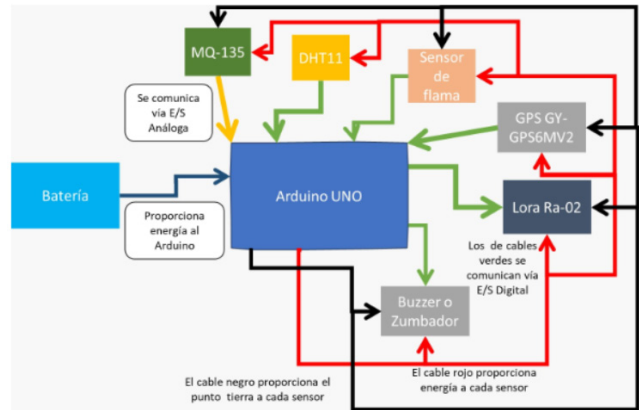 MQ-135
DHT11
Sensor
de
flama
Se comunica
vía E/S
Análoga
GPS GY-
GPS6MV2
Batería
Arduino UNO
Lora Ra-02
Proporciona
energía al
Arduino
Los de cables
verdes se
comunican vía
E/S Digital
Buzzer o
Zumbador
El cable negro proporciona el
punto tierra a cada sensor
El cable rojo proporciona
energía a cada sensor